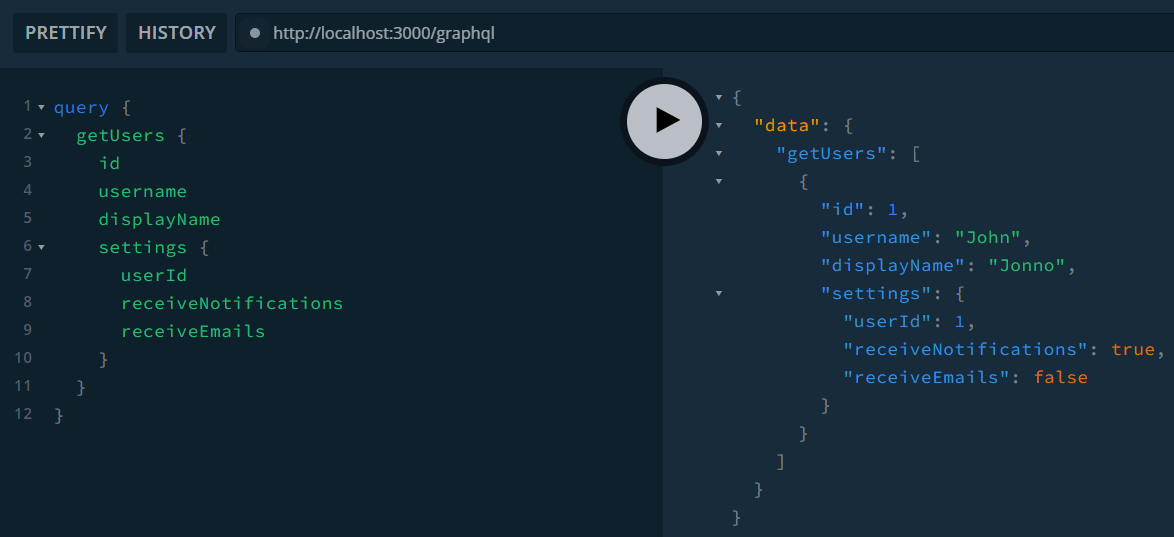 PRETTIFY HISTORY http://localhost:3000/graphql
1 query {
2 getUsers {
3 id
4 username
5 displayName
6 settings {
7 userId
8 receiveNotifications
9 receiveEmails
10 }
11 }
12 }
{
"data": {
"getUsers": [
{
"id": 1,
"username": "John",
"displayName": "Jonno",
"settings": {
"userId": 1,
"receiveNotifications": true,
"receiveEmails": false
}
}
]
}
}